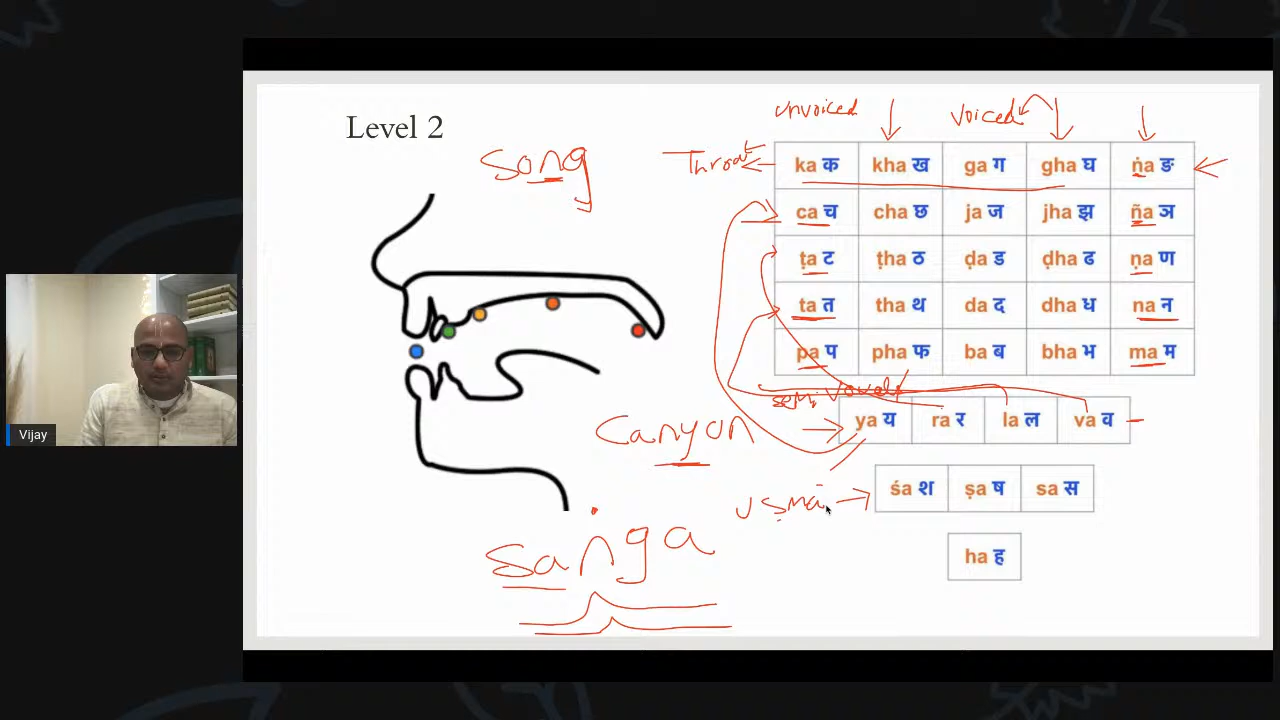 unvoiced voiced
Level 2
song
Throat
ka क kha ख ga ग gha घ ṅa ङ
ca च cha छ ja ज jha झ ña ञ
ṭa ट ṭha ठ ḍa ड ḍha ढ ṇa ण
ta त tha थ da द dha ध na न
pa प pha फ ba ब bha भ ma म
semi vowels
Canyon
ya य ra र la ल va व
Vijay
uṣmā
śa श ṣa ष sa स
saṅga
ha ह